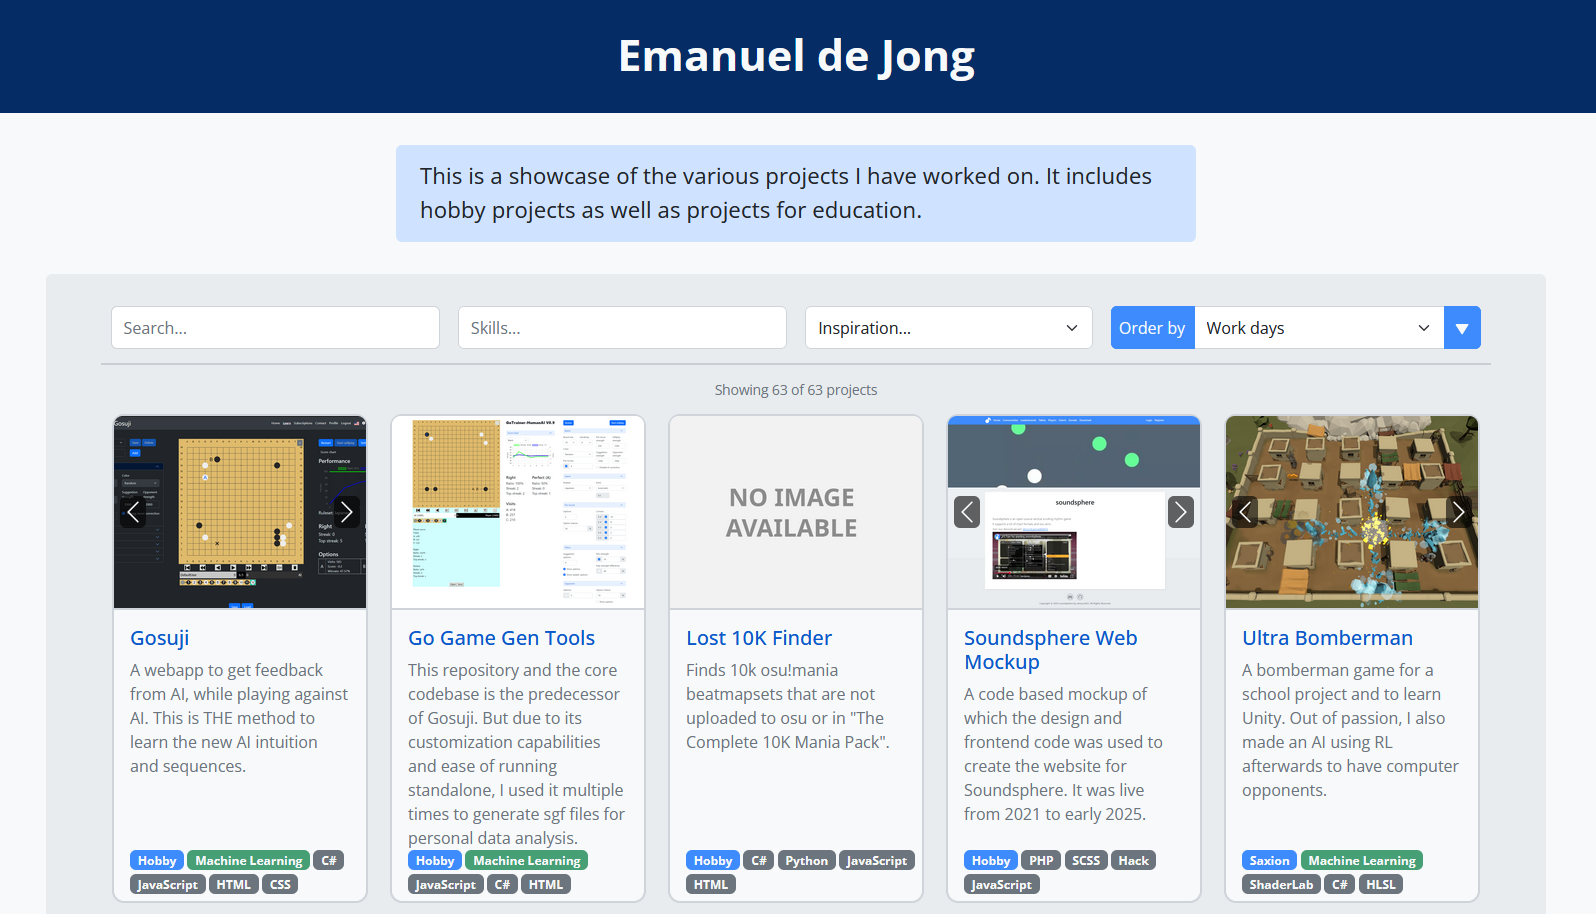 Emanuel de Jong
This is a showcase of the various projects I have worked on. It includes
hobby projects as well as projects for education.
Search...
Skills...
Inspiration...
Order by
Work days
Showing 63 of 63 projects
Gosuji
Performance
Options
GoTrainer-HumanAI V0.9
NO IMAGE
AVAILABLE
soundsphere
Gosuji
A webapp to get feedback
from AI, while playing against
AI. This is THE method to
learn the new AI intuition
and sequences.
Hobby Machine Learning C#
JavaScript HTML CSS
Go Game Gen Tools
This repository and the core
codebase is the predecessor
of Gosuji. But due to its
customization capabilities
and ease of running
standalone, I used it multiple
times to generate sgf files for
personal data analysis.
Hobby Machine Learning
JavaScript C# HTML
Lost 10K Finder
Finds 10k osu!mania
beatmapsets that are not
uploaded to osu or in "The
Complete 10K Mania Pack".
Hobby C# Python JavaScript
HTML
Soundsphere Web
Mockup
A code based mockup of
which the design and
frontend code was used to
create the website for
Soundsphere. It was live
from 2021 to early 2025.
Hobby PHP SCSS Hack
JavaScript
Ultra Bomberman
A bomberman game for a
school project and to learn
Unity. Out of passion, I also
made an AI using RL
afterwards to have computer
opponents.
Saxion Machine Learning
ShaderLab C# HLSL